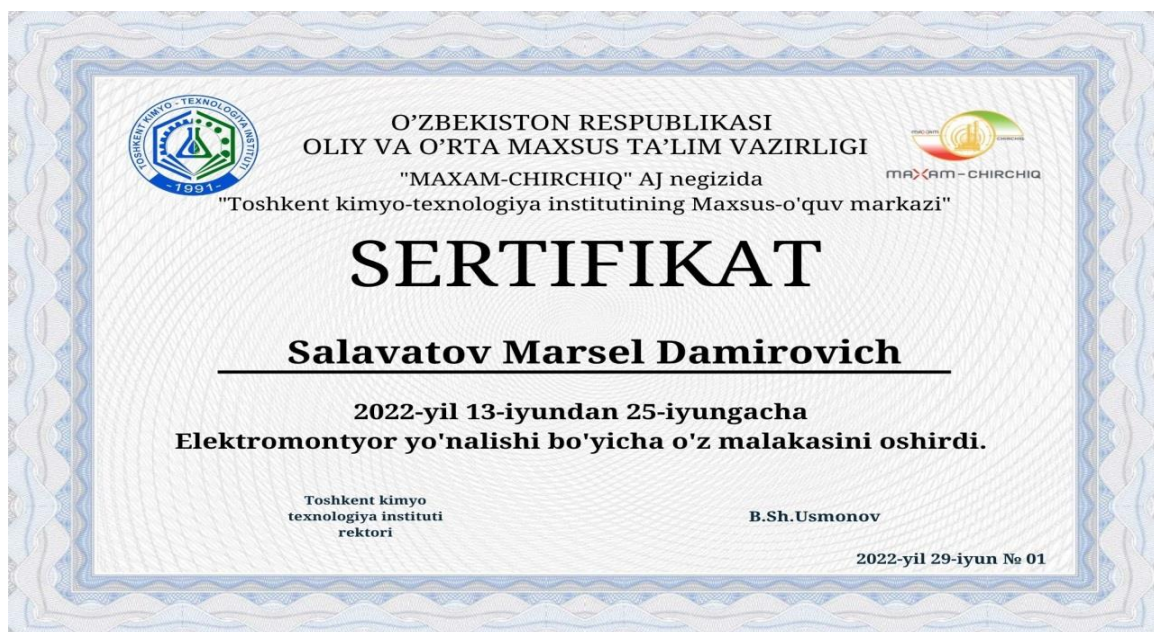 TOSHKENT KIMYO - TEXNOLOGIYA INSTITUTI
-1991-
O’ZBEKISTON RESPUBLIKASI
OLIY VA O’RTA MAXSUS TA’LIM VAZIRLIGI
"MAXAM-CHIRCHIQ" AJ negizida
"Toshkent kimyo-texnologiya institutining Maxsus-o'quv markazi"
MAXAM-CHIRCHIQ
SERTIFIKAT
Salavatov Marsel Damirovich
2022-yil 13-iyundan 25-iyungacha
Elektromontyor yo'nalishi bo'yicha o'z malakasini oshirdi.
Toshkent kimyo
texnologiya instituti
rektori
B.Sh.Usmonov
2022-yil 29-iyun № 01